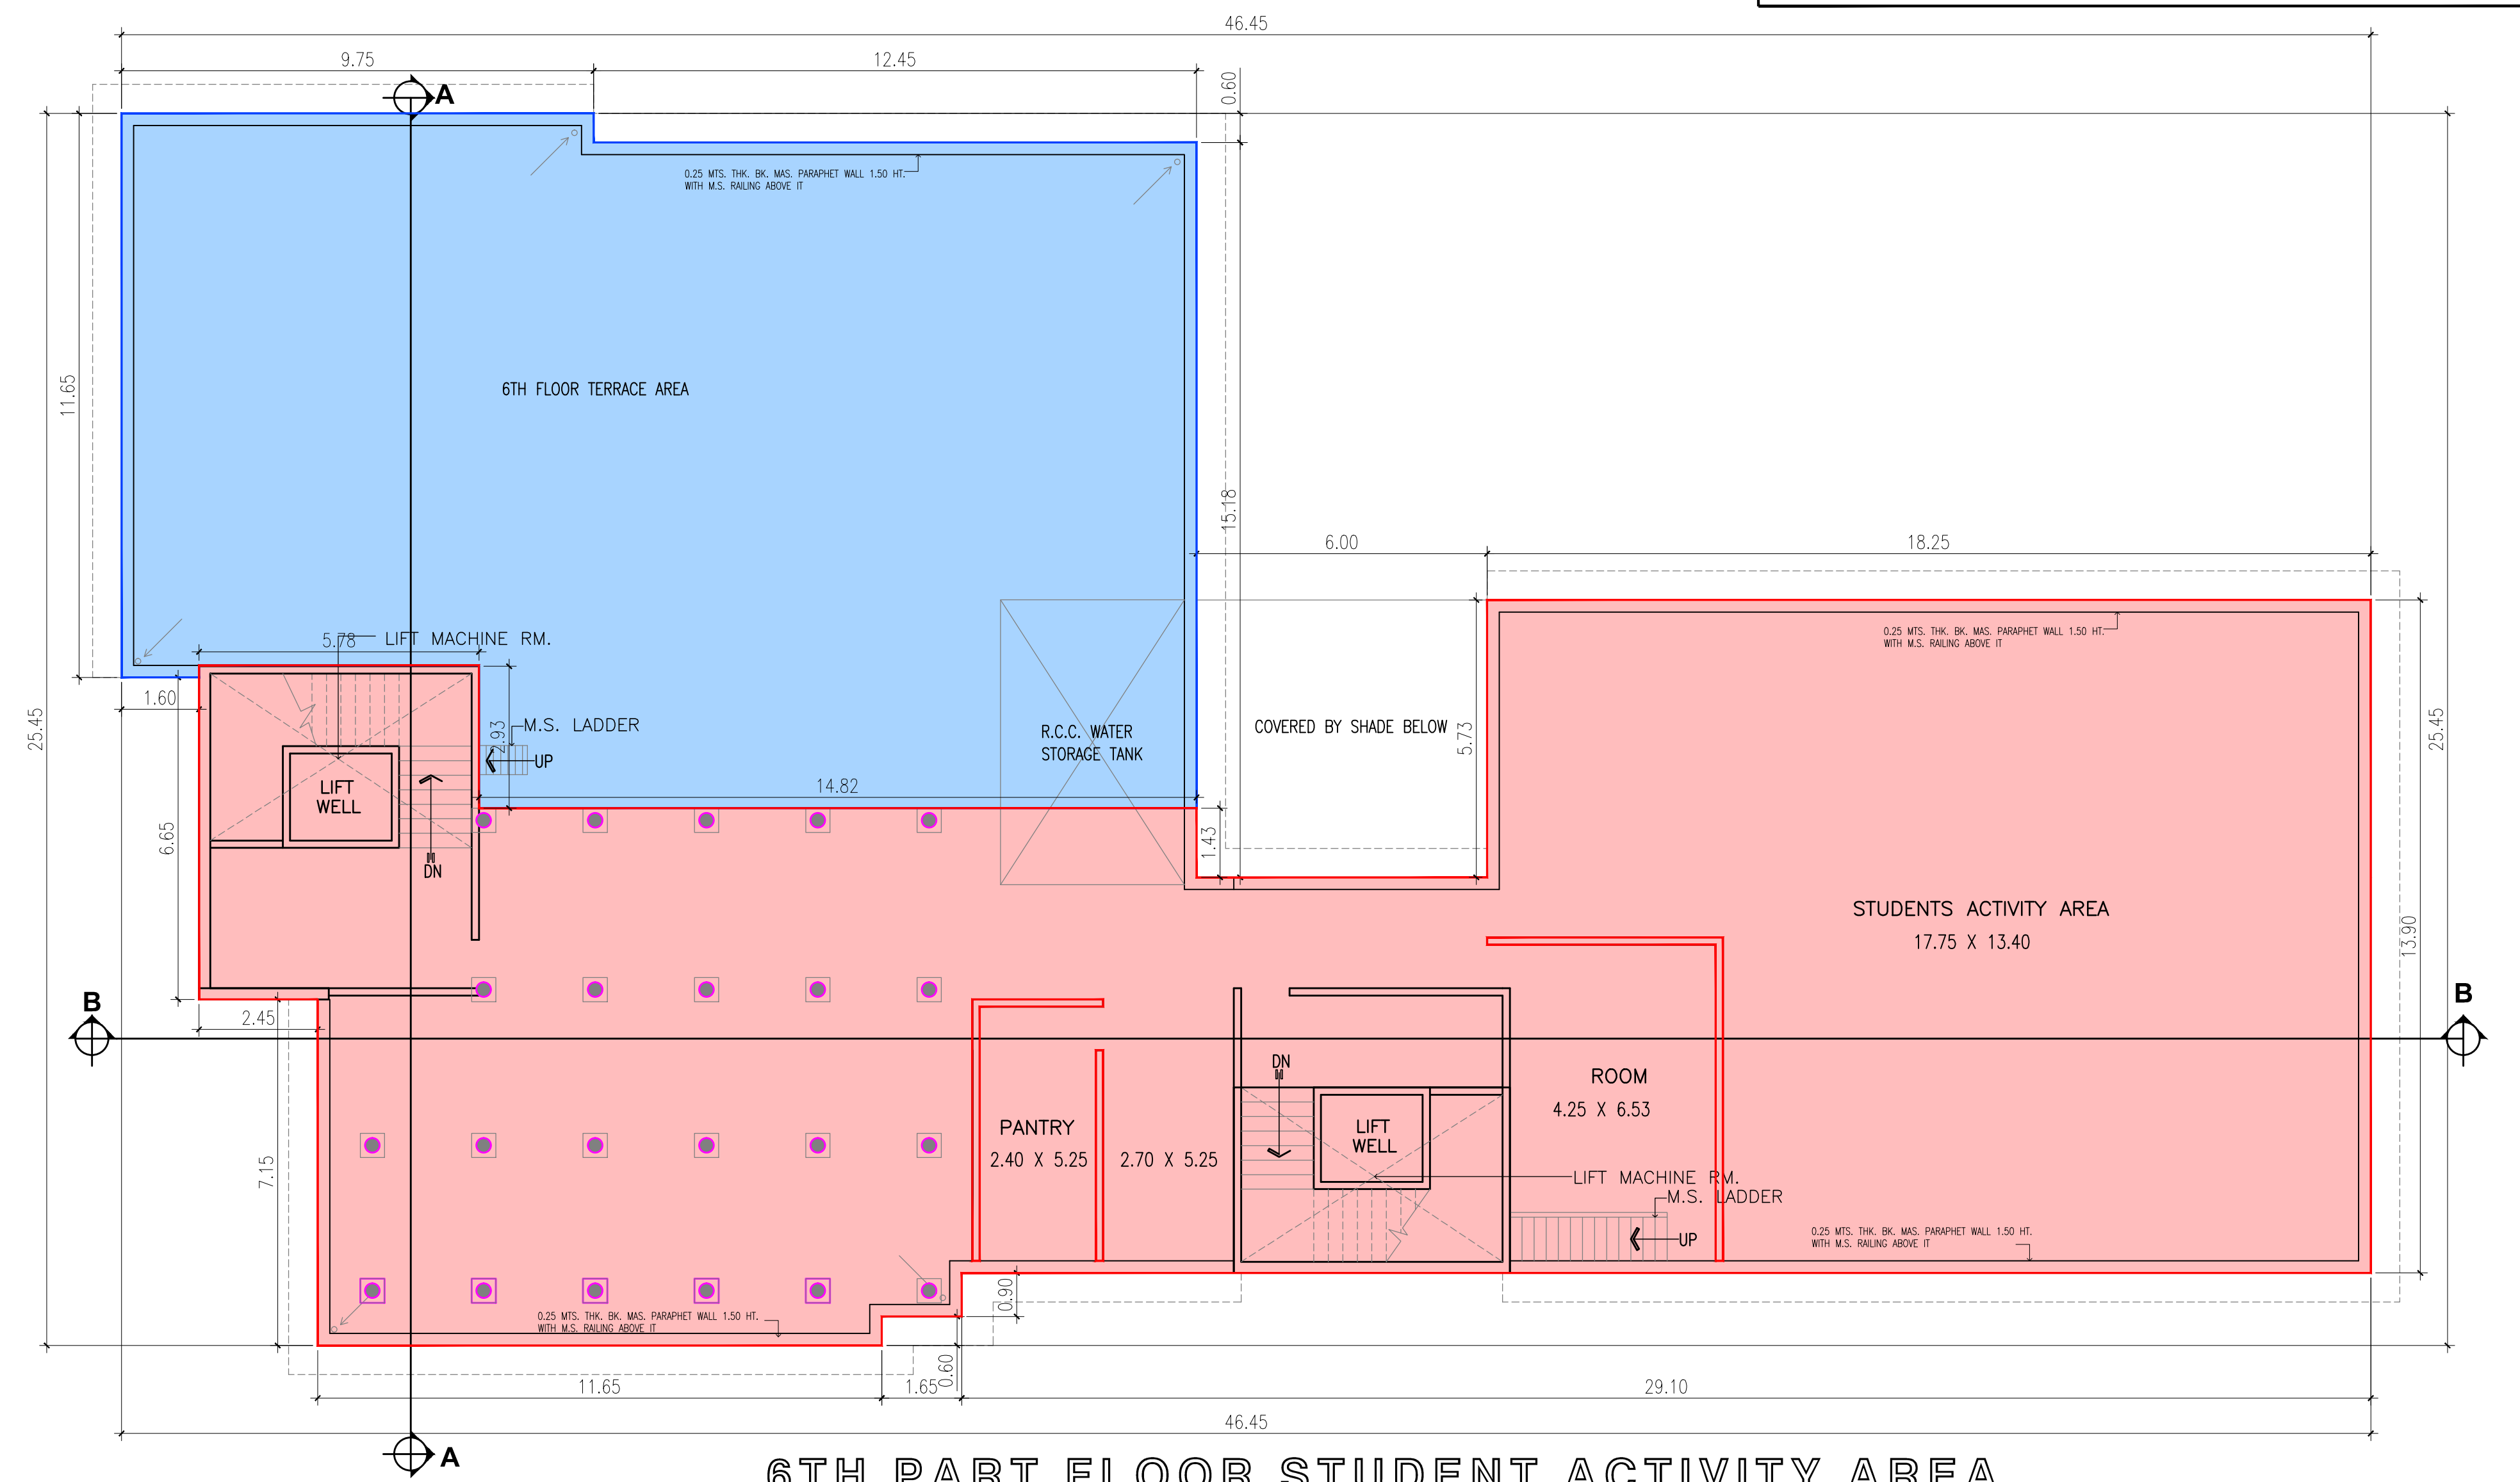 46.45
9.75
12.45
0.60
A
0.25 MTS. THK. BK. MAS. PARAPHET WALL 1.50 HT.
WITH M.S. RAILING ABOVE IT
11.65
6TH FLOOR TERRACE AREA
15.18
6.00
18.25
5.78
LIFT MACHINE RM.
0.25 MTS. THK. BK. MAS. PARAPHET WALL 1.50 HT.
WITH M.S. RAILING ABOVE IT
1.60
25.45
2.93
M.S. LADDER
UP
R.C.C. WATER
STORAGE TANK
COVERED BY SHADE BELOW
5.73
25.45
LIFT
WELL
14.82
6.65
1.43
DN
STUDENTS ACTIVITY AREA
17.75 X 13.40
13.90
B
B
2.45
DN
ROOM
4.25 X 6.53
PANTRY
2.40 X 5.25
2.70 X 5.25
LIFT
WELL
7.15
LIFT MACHINE RM.
M.S. LADDER
UP
0.25 MTS. THK. BK. MAS. PARAPHET WALL 1.50 HT.
WITH M.S. RAILING ABOVE IT
0.90
0.25 MTS. THK. BK. MAS. PARAPHET WALL 1.50 HT.
WITH M.S. RAILING ABOVE IT
0.60
11.65
1.65
29.10
46.45
A
6TH PART FLOOR STUDENT ACTIVITY AREA